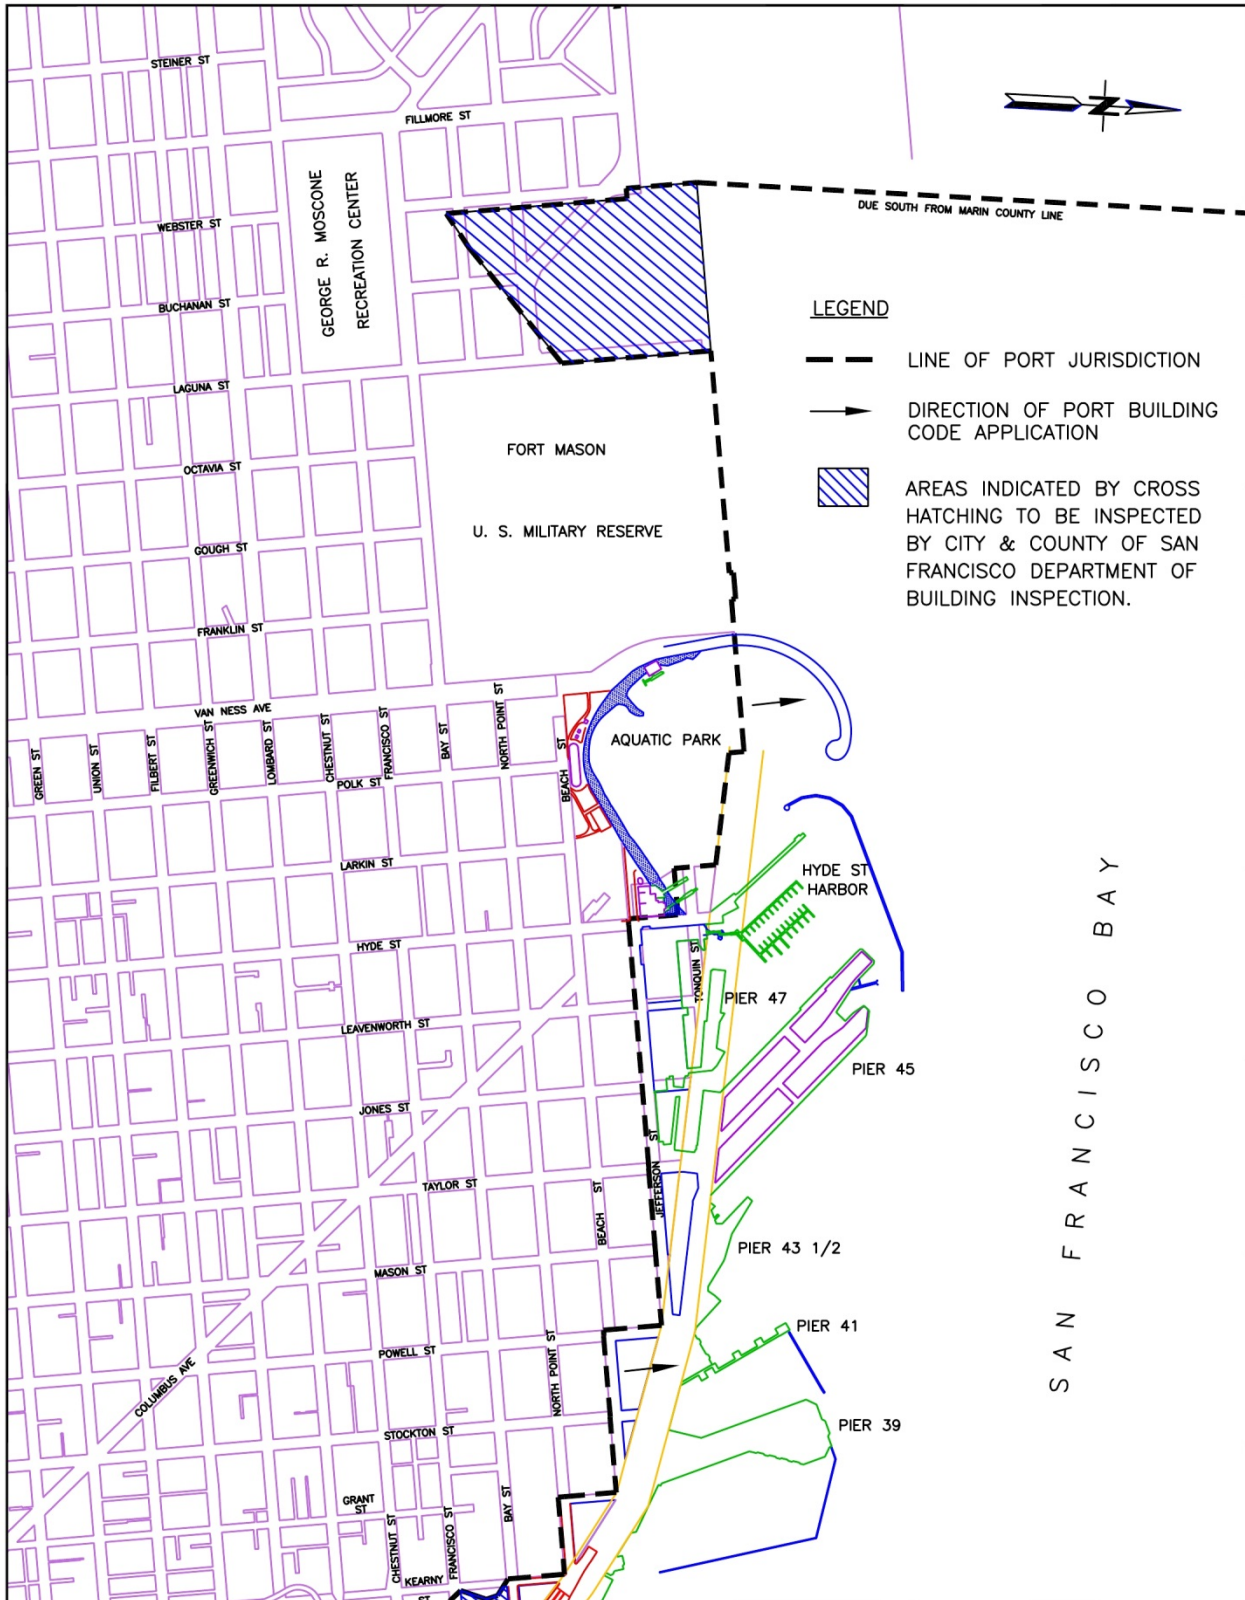 STEINER ST
FILLMORE ST
GEORGE R. MOSCONE
RECREATION CENTER
WEBSTER ST
BUCHANAN ST
LAGUNA ST
OCTAVIA ST
GOUGH ST
FRANKLIN ST
VAN NESS AVE
N
DUE SOUTH FROM MARIN COUNTY LINE
LEGEND
LINE OF PORT JURISDICTION
DIRECTION OF PORT BUILDING
CODE APPLICATION
AREAS INDICATED BY CROSS
HATCHING TO BE INSPECTED
BY CITY & COUNTY OF SAN
FRANCISCO DEPARTMENT OF
BUILDING INSPECTION.
FORT MASON
U. S. MILITARY RESERVE
GREEN ST
UNION ST
FILBERT ST
GREENWICH ST
LOMBARD ST
CHESTNUT ST
FRANCISCO ST
BAY ST
NORTH POINT ST
BEACH ST
AQUATIC PARK
POLK ST
LARKIN ST
HYDE ST
HARBOR
HYDE ST
TONQUIN ST
PIER 47
LEAVENWORTH ST
PIER 45
JONES ST
JEFFERSON ST
TAYLOR ST
BEACH ST
PIER 43 1/2
MASON ST
PIER 41
POWELL ST
NORTH POINT ST
COLUMBUS AVE
STOCKTON ST
PIER 39
GRANT
ST
CHESTNUT ST
FRANCISCO ST
BAY ST
KEARNY
ST
SAN FRANCISCO BAY